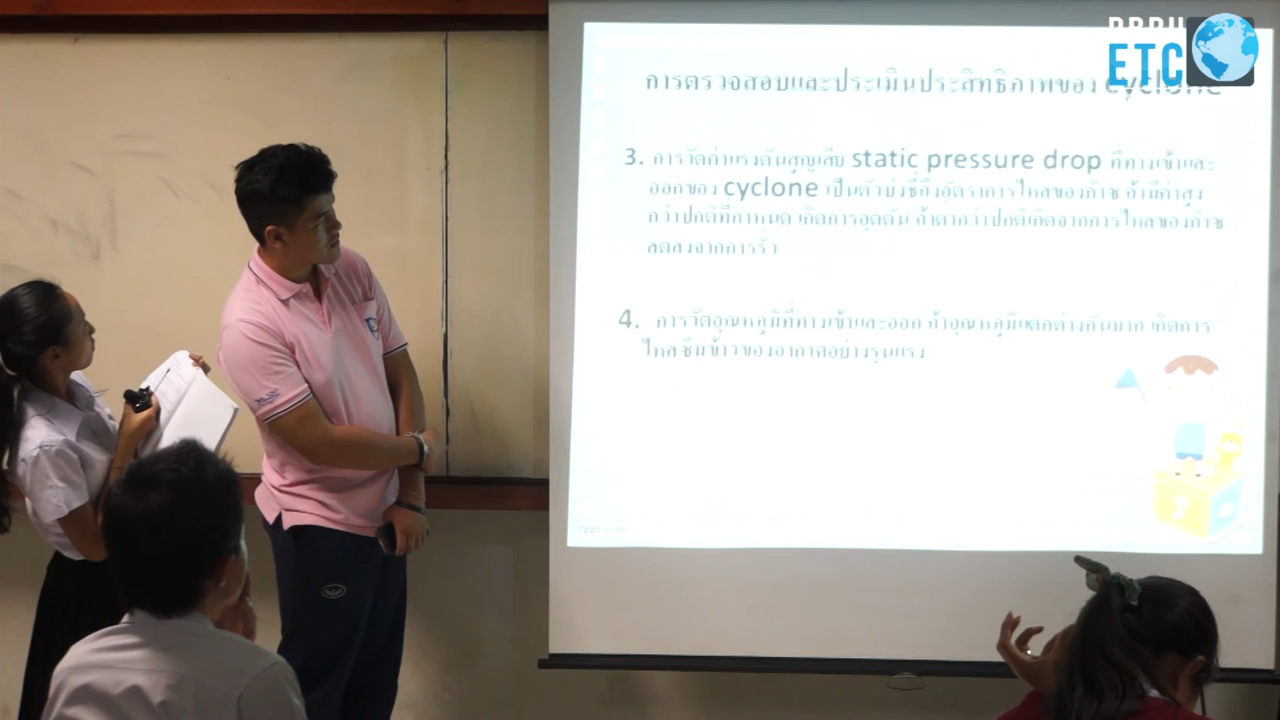 ETC
การตรวจสอบและประเมินประสิทธิภาพของ cyclone
3. การวัดค่าแรงดันสูญเสีย static pressure drop ที่ทางเข้าและ
ออกของ cyclone เป็นตัวบ่งชี้ถึงอัตราการไหลของก๊าซ ถ้ามีค่าสูง
กว่าปกติที่กำหนด เกิดการอุดตัน ถ้าต่ำกว่าปกติเกิดจากการไหลของก๊าซ
ลดลงจากการรั่ว
4. การวัดอุณหภูมิที่ทางเข้าและออก ถ้าอุณหภูมิแตกต่างกันมาก เกิดการ
ไหลซึมเข้าของอากาศอย่างรุนแรง
fppt.com